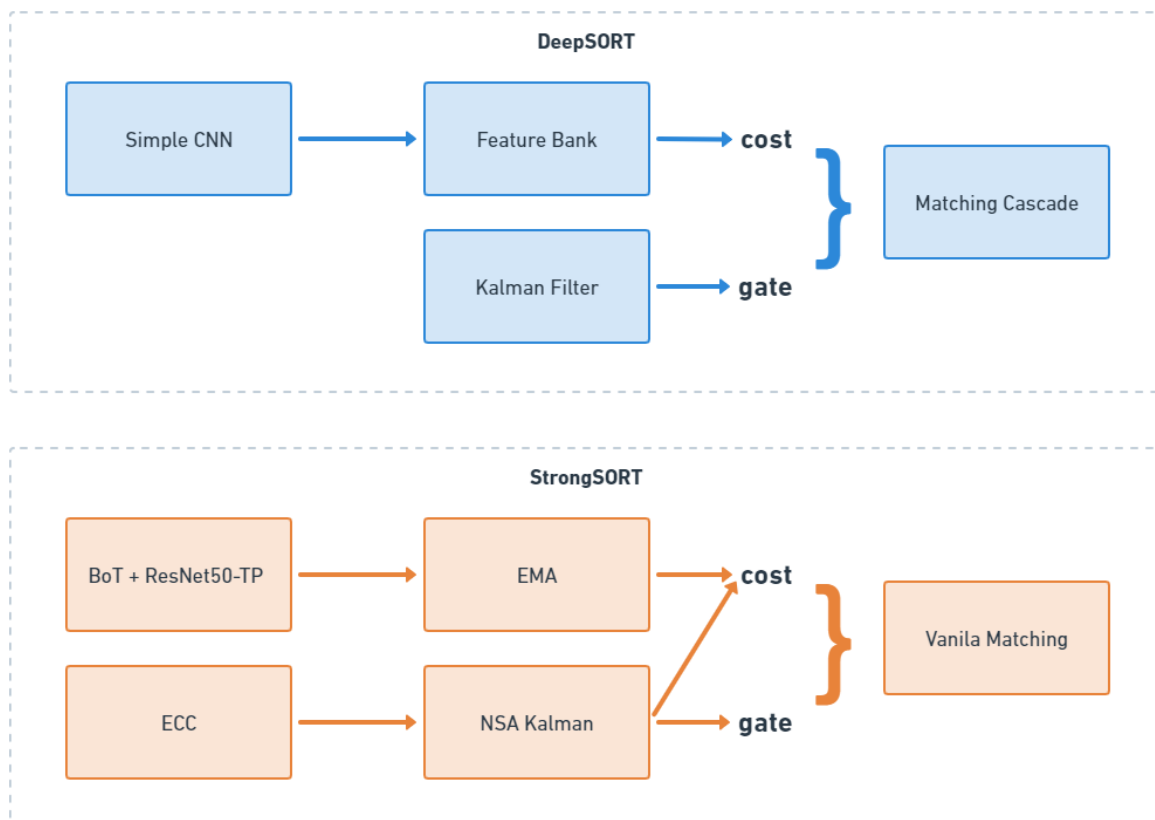 DeepSORT
Simple CNN
Feature Bank
cost
Matching Cascade
Kalman Filter
gate
StrongSORT
BoT + ResNet50-TP
EMA
cost
Vanila Matching
ECC
NSA Kalman
gate